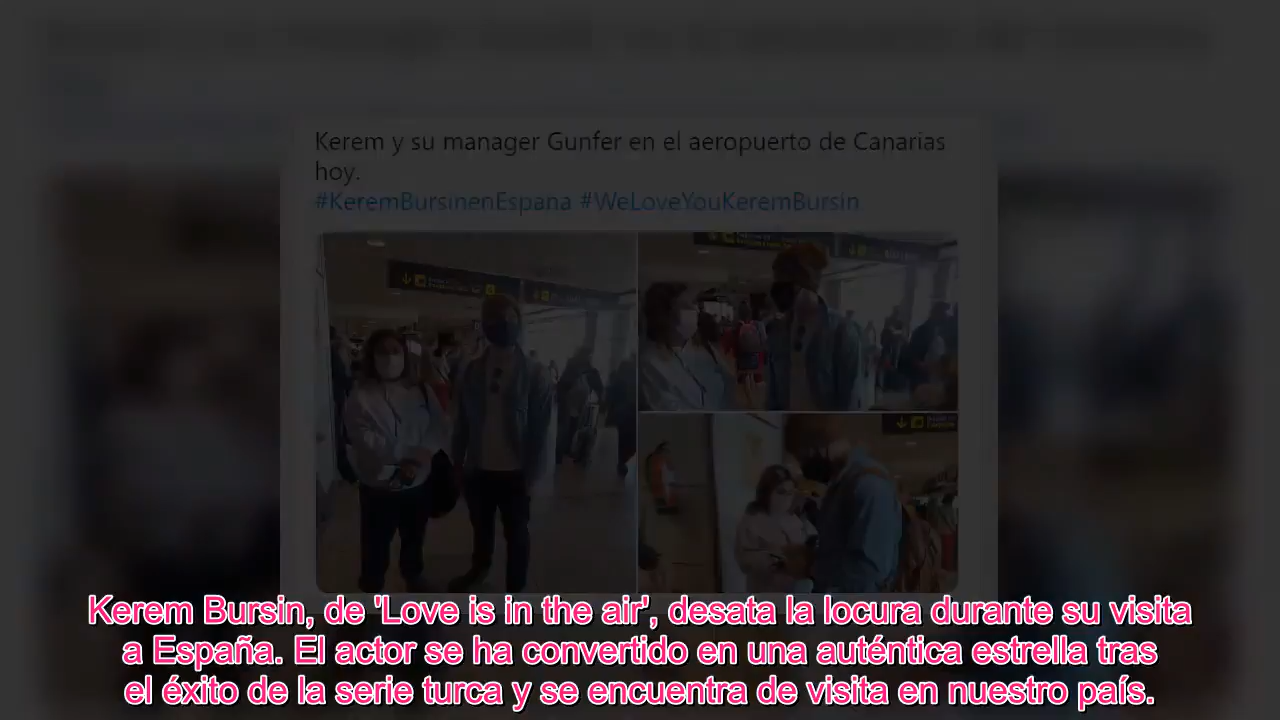 Kerem y su manager Gunfer en el aeropuerto de Canarias
hoy.
#KeremBursinenEspana #WeLoveYouKeremBursin
Kerem Bursin, de 'Love is in the air', desata la locura durante su visita
a España. El actor se ha convertido en una auténtica estrella tras
el éxito de la serie turca y se encuentra de visita en nuestro país.